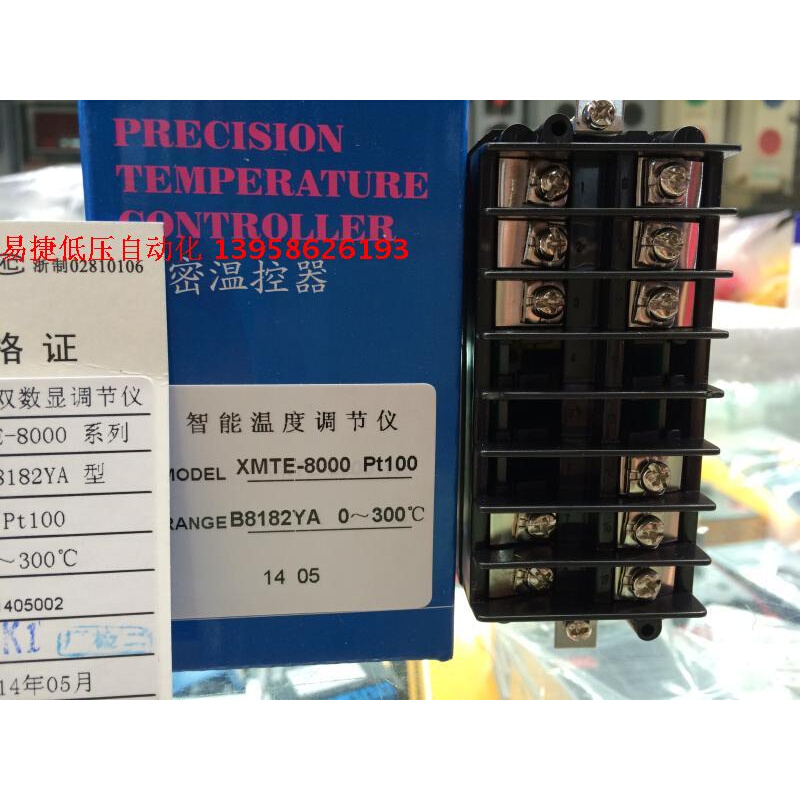 PRECISION
TEMPERATURE
CONTROLLER
易捷低压自动化 13958626193
密温控器
浙制02810106
格证
双数显调节仪
E-8000 系列
8182YA 型
Pt100
～300℃
1405002
14年05月
智能温度调节仪
MODEL XMTE-8000 Pt100
RANGE B8182YA 0～300℃
14 05